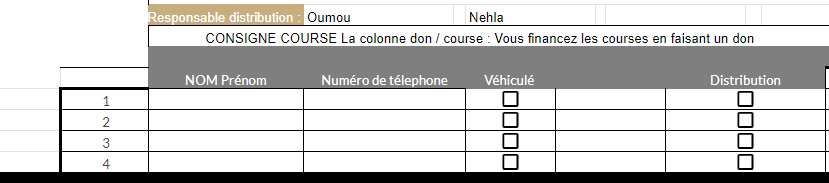 Responsable distribution : Oumou Nehla
CONSIGNE COURSE La colonne don / course : Vous financez les courses en faisant un don
NOM Prénom Numéro de télephone Véhiculé Distribution
1
2
3
4